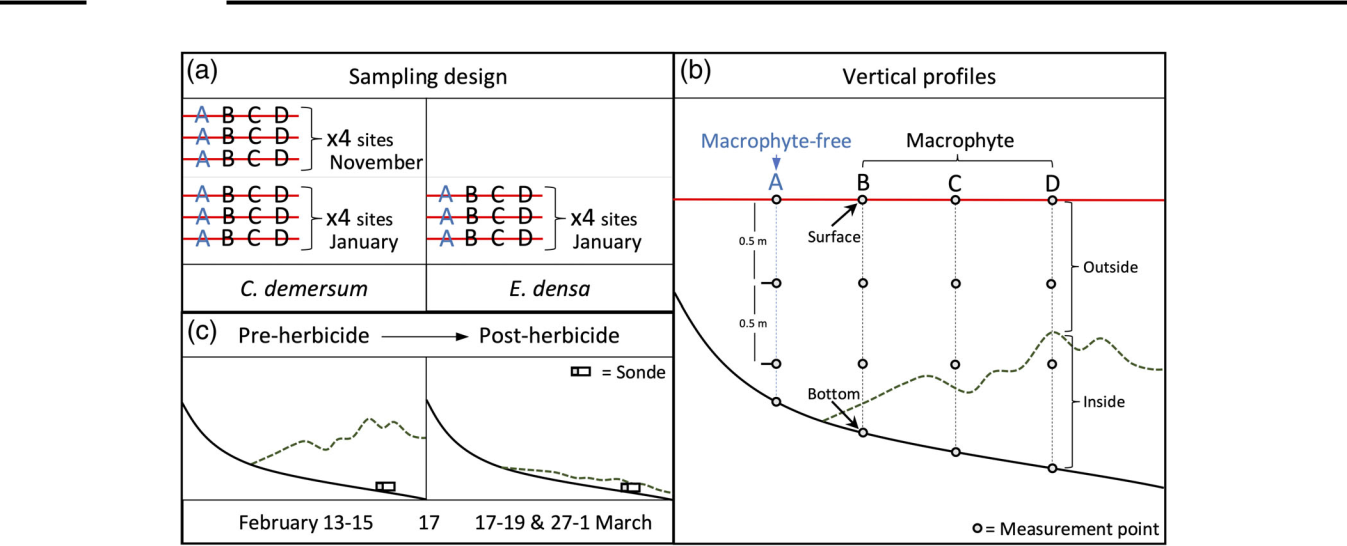 (a) Sampling design
A B C D
A B C D
A B C D
x4 sites
November
A B C D
A B C D
A B C D
x4 sites
January
A B C D
A B C D
A B C D
x4 sites
January
C. demersum
E. densa
(b) Vertical profiles
Macrophyte-free
Macrophyte
A B C D
Surface
0.5 m
Outside
0.5 m
Bottom
Inside
= Measurement point
(c) Pre-herbicide Post-herbicide
= Sonde
February 13-15 17 17-19 & 27-1 March